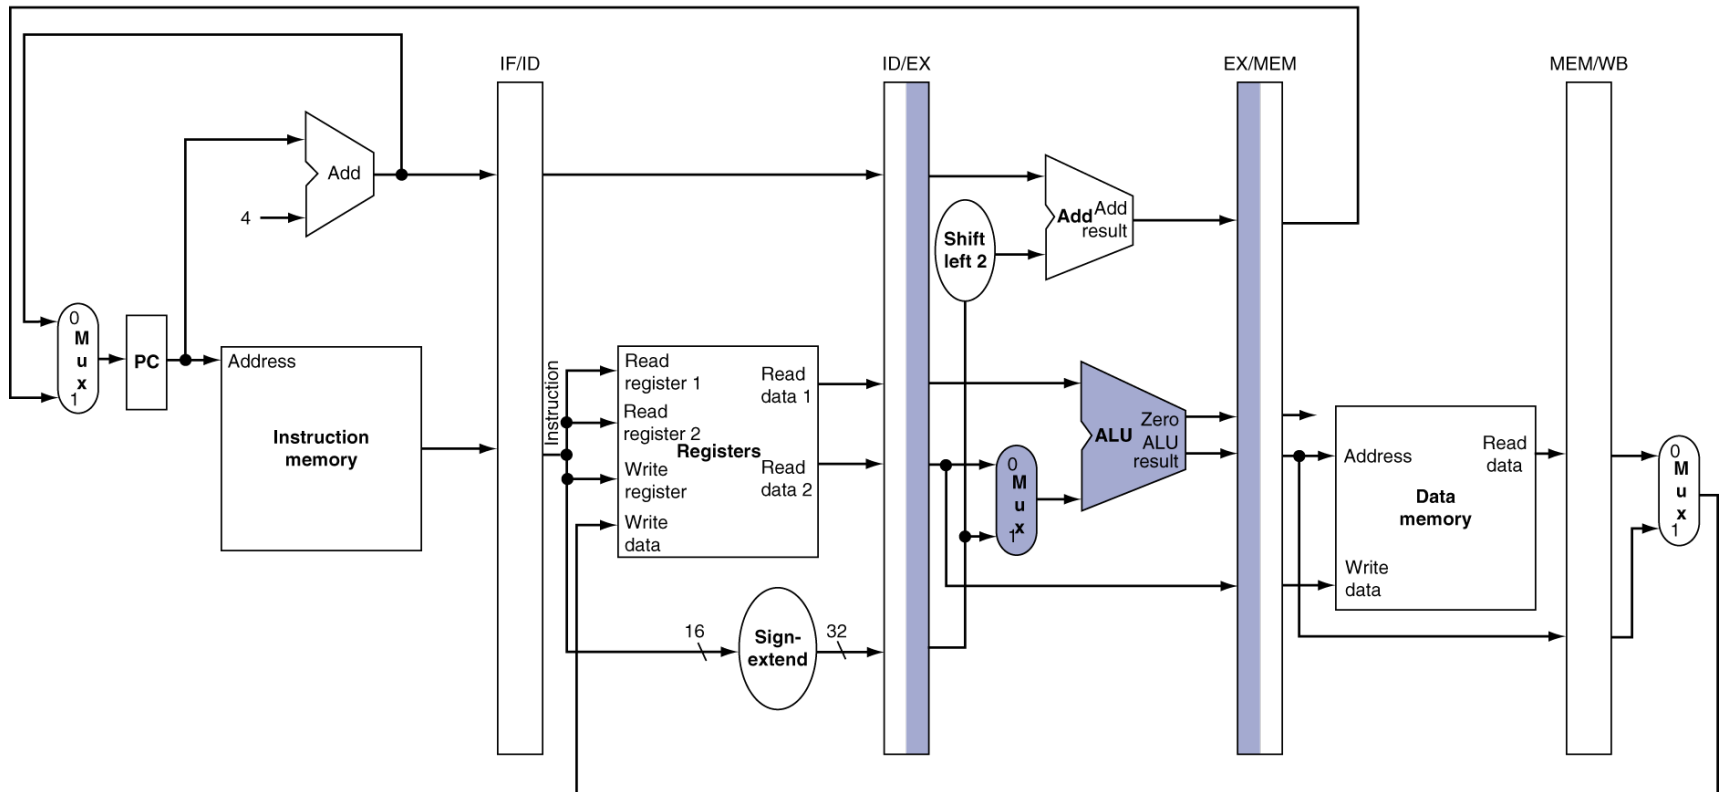 IF/ID
ID/EX
EX/MEM
MEM/WB
Add
4
Add
Add
result
Shift
left 2
0
M
u
x
1
PC
Address
Instruction
memory
Instruction
Read
register 1
Read
register 2
Write
register
Write
data
Registers
Read
data 1
Read
data 2
16
Sign-
extend
32
0
M
u
x
1
ALU
Zero
ALU
result
Address
Read
data
Data
memory
Write
data
0
M
u
x
1